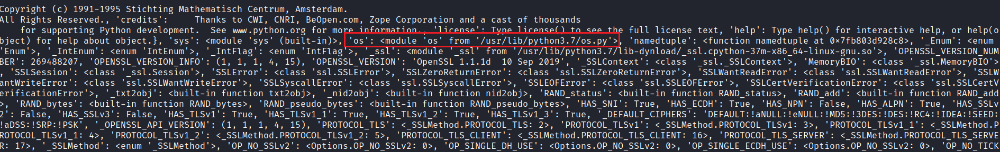 Copyright (c) 1991-1995 Stichting Mathematisch Centrum, Amsterdam.
All Rights Reserved., 'credits':    Thanks to CWI, CNRI, BeOpen.com, Zope Corporation and a cast of thousands
    for supporting Python development.  See www.python.org for more information., 'license': Type license() to see the full license text, 'help': Type help() for interactive help, or help(o
bject) for help about object.}, 'sys': <module 'sys' (built-in)>, 'os': <module 'os' from '/usr/lib/python3.7/os.py'>, 'namedtuple': <function namedtuple at 0×7fb803d928c8>, '_Enum': <enum
'Enum'>, '_IntEnum': <enum 'IntEnum'>, '_IntFlag': <enum 'IntFlag'>, '_ssl': <module '_ssl' from '/usr/lib/python3.7/lib-dynload/_ssl.cpython-37m-x86_64-linux-gnu.so'>, 'OPENSSL_VERSION_NUM
BER': 269488207, 'OPENSSL_VERSION_INFO': (1, 1, 1, 4, 15), 'OPENSSL_VERSION': 'OpenSSL 1.1.1d  10 Sep 2019', '_SSLContext': <class '_ssl._SSLContext'>, 'MemoryBIO': <class '_ssl.MemoryBIO'>
, 'SSLSession': <class '_ssl.Session'>, 'SSLError': <class 'ssl.SSLError'>, 'SSLZeroReturnError': <class 'ssl.SSLZeroReturnError'>, 'SSLWantReadError': <class 'ssl.SSLWantReadError'>, 'SSLW
antWriteError': <class 'ssl.SSLWantWriteError'>, 'SSLSyscallError': <class 'ssl.SSLSyscallError'>, 'SSLEOFError': <class 'ssl.SSLEOFError'>, 'SSLCertVerificationError': <class 'ssl.SSLCertV
erificationError'>, '_txt2obj': <built-in function txt2obj>, '_nid2obj': <built-in function nid2obj>, 'RAND_status': <built-in function RAND_status>, 'RAND_add': <built-in function RAND_add
>, 'RAND_bytes': <built-in function RAND_bytes>, 'RAND_pseudo_bytes': <built-in function RAND_pseudo_bytes>, 'HAS_SNI': True, 'HAS_ECDH': True, 'HAS_NPN': False, 'HAS_ALPN': True, 'HAS_SSLv
2': False, 'HAS_SSLv3': False, 'HAS_TLSv1': True, 'HAS_TLSv1_1': True, 'HAS_TLSv1_2': True, 'HAS_TLSv1_3': True, '_DEFAULT_CIPHERS': 'DEFAULT:!aNULL:!eNULL:!MD5:!3DES:!DES:!RC4:!IDEA:!SEED:
!aDSS:!SRP:!PSK', '_OPENSSL_API_VERSION': (1, 1, 1, 4, 15), 'PROTOCOL_TLS': <_SSLMethod.PROTOCOL_TLS: 2>, 'PROTOCOL_TLSv1': <_SSLMethod.PROTOCOL_TLSv1: 3>, 'PROTOCOL_TLSv1_1': <_SSLMethod.P
ROTOCOL_TLSv1_1: 4>, 'PROTOCOL_TLSv1_2': <_SSLMethod.PROTOCOL_TLSv1_2: 5>, 'PROTOCOL_TLS_CLIENT': <_SSLMethod.PROTOCOL_TLS_CLIENT: 16>, 'PROTOCOL_TLS_SERVER': <_SSLMethod.PROTOCOL_TLS_SERVE
R: 17>, '_SSLMethod': <enum '_SSLMethod'>, 'OP_NO_SSLv2': <Options.OP_NO_SSLv2: 0>, 'OP_SINGLE_DH_USE': <Options.OP_NO_SSLv2: 0>, 'OP_SINGLE_ECDH_USE': <Options.OP_NO_SSLv2: 0>, 'OP_NO_TICK